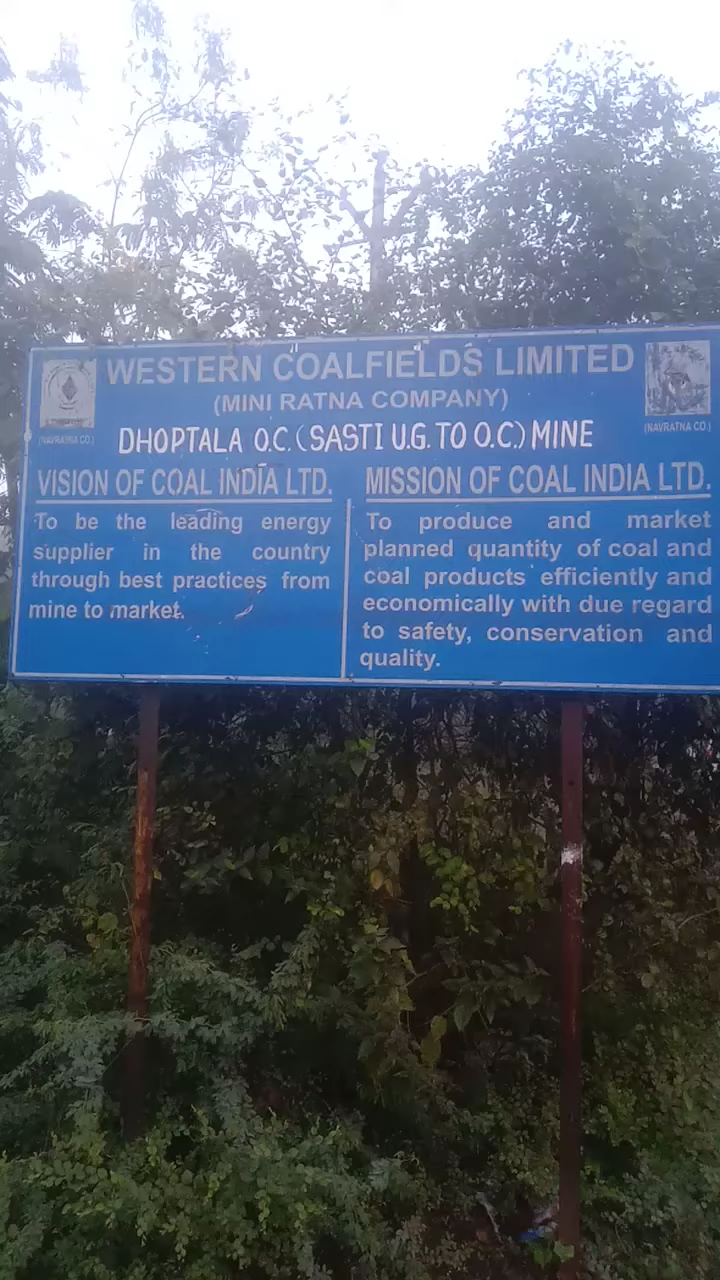 WESTERN COALFIELDS LIMITED
(MINI RATNA COMPANY)
(NAVRATNA CO.)
(NAVRATNA CO.)
DHOPTALA O.C. (SASTI U.G. TO O.C.) MINE
VISION OF COAL INDIA LTD.
To be the leading energy
supplier in the country
through best practices from
mine to market.
MISSION OF COAL INDIA LTD.
To produce and market
planned quantity of coal and
coal products efficiently and
economically with due regard
to safety, conservation and
quality.